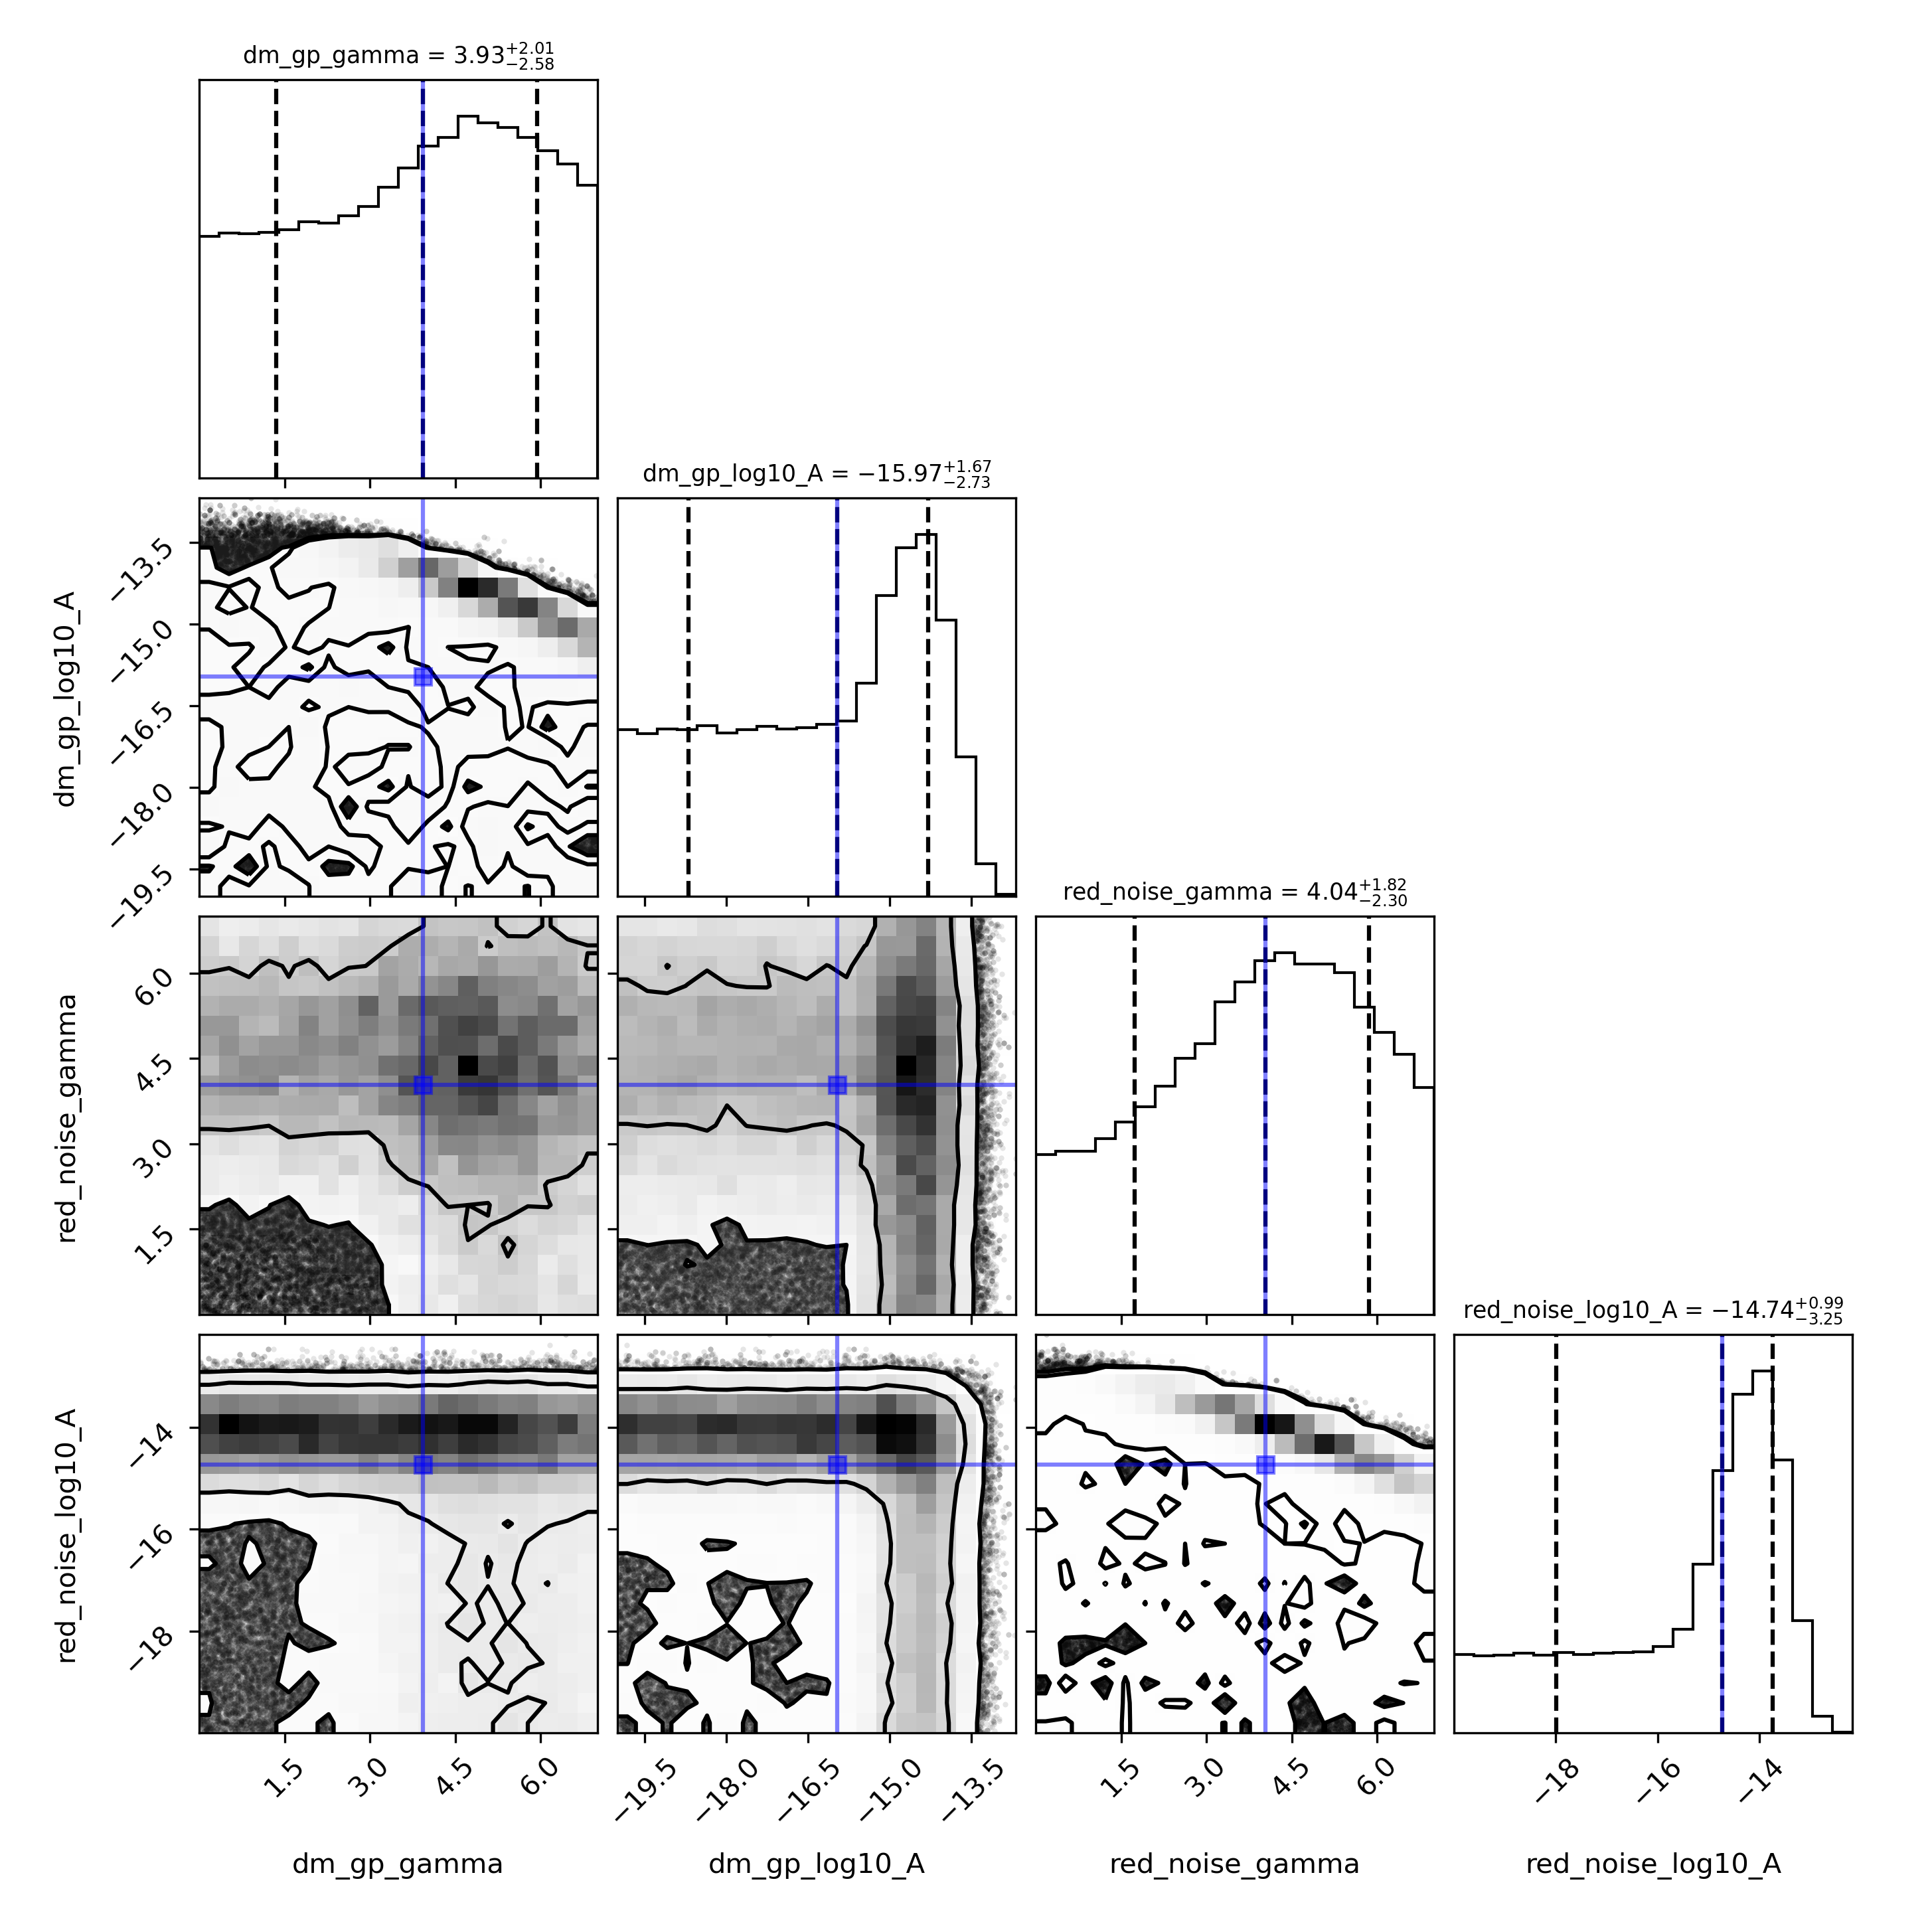 dm_gp_gamma = 3.93+2.01−2.58
dm_gp_log10_A = −15.97+1.67−2.73
−13.5
−15.0
−16.5
−18.0
−19.5
dm_gp_log10_A
red_noise_gamma = 4.04+1.82−2.30
6.0
4.5
3.0
1.5
red_noise_gamma
red_noise_log10_A = −14.74+0.99−3.25
−14
−16
−18
red_noise_log10_A
1.5 3.0 4.5 6.0
−19.5 −18.0 −16.5 −15.0 −13.5
1.5 3.0 4.5 6.0
−18 −16 −14
dm_gp_gamma
dm_gp_log10_A
red_noise_gamma
red_noise_log10_A